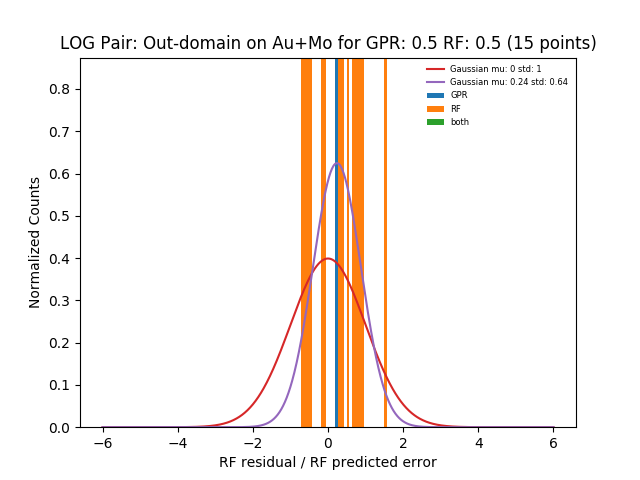 LOG Pair: Out-domain on Au+Mo for GPR: 0.5 RF: 0.5 (15 points)
Gaussian mu: 0 std: 1
Gaussian mu: 0.24 std: 0.64
GPR
RF
both
Normalized Counts
0.8
0.7
0.6
0.5
0.4
0.3
0.2
0.1
0.0
−6 −4 −2 0 2 4 6
RF residual / RF predicted error